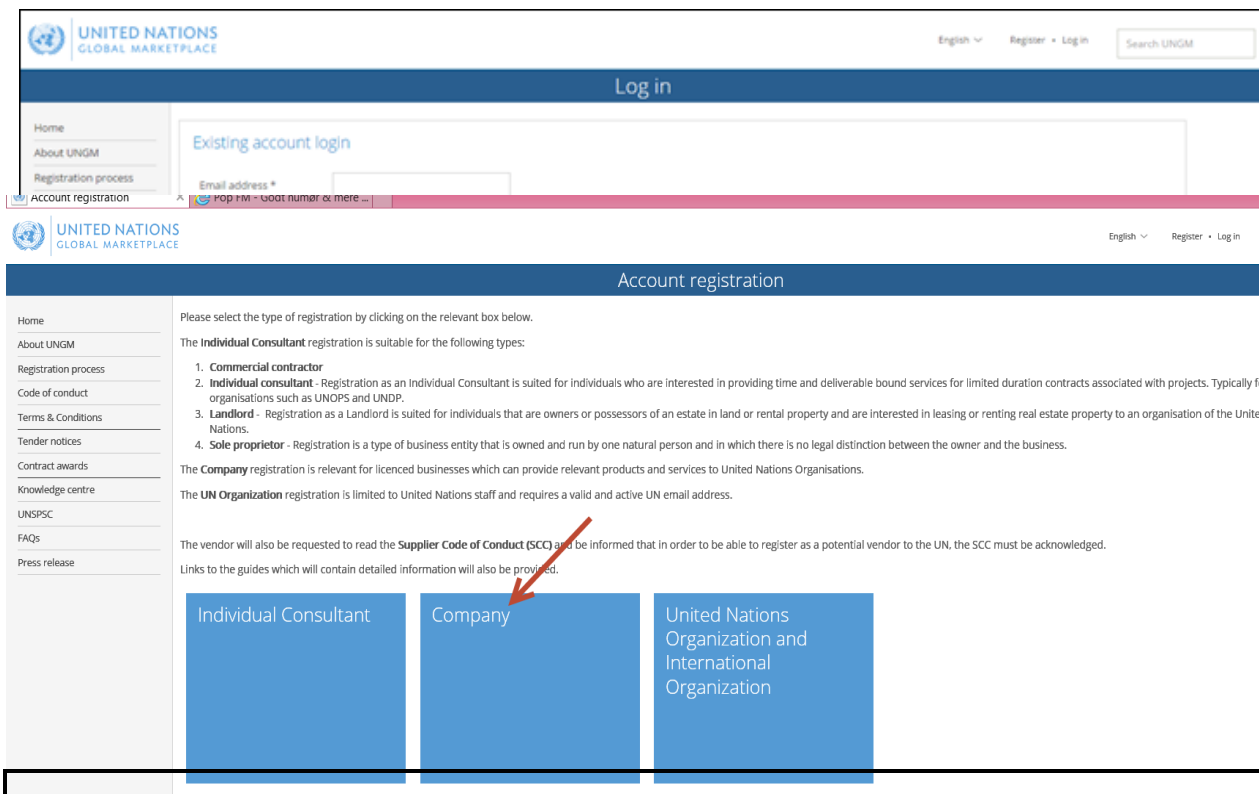 UNITED NATIONS
GLOBAL MARKETPLACE
English
Register • Log in
Search UNGM
Log in
Home
About UNGM
Registration process
Existing account login
Email address *
Account registration
Pop FM - Godt humør & mere ...
UNITED NATIONS
GLOBAL MARKETPLACE
English
Register • Log in
Account registration
Home
About UNGM
Registration process
Code of conduct
Terms & Conditions
Tender notices
Contract awards
Knowledge centre
UNSPSC
FAQs
Press release
Please select the type of registration by clicking on the relevant box below.
The Individual Consultant registration is suitable for the following types:
1. Commercial contractor
2. Individual consultant - Registration as an Individual Consultant is suited for individuals who are interested in providing time and deliverable bound services for limited duration contracts associated with projects. Typically
organisations such as UNOPS and UNDP.
3. Landlord - Registration as a Landlord is suited for individuals that are owners or possessors of an estate in land or rental property and are interested in leasing or renting real estate property to an organisation of the Unite
Nations.
4. Sole proprietor - Registration is a type of business entity that is owned and run by one natural person and in which there is no legal distinction between the owner and the business.
The Company registration is relevant for licenced businesses which can provide relevant products and services to United Nations Organisations.
The UN Organization registration is limited to United Nations staff and requires a valid and active UN email address.
The vendor will also be requested to read the Supplier Code of Conduct (SCC) and be informed that in order to be able to register as a potential vendor to the UN, the SCC must be acknowledged.
Links to the guides which will contain detailed information will also be provided.
Individual Consultant
Company
United Nations
Organization and
International
Organization